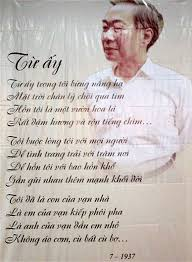 Từ ấy
Từ ấy trong tôi bừng nắng hạ
Mặt trời chân lý chói qua tim
Hồn tôi là một vườn hoa lá
Rất đậm hương và rộn tiếng chim...
Tôi buộc lòng tôi với mọi người
Để tình trang trải với trăm nơi
Để hồn tôi với bao hồn khổ
Gần gũi nhau thêm mạnh khối đời
Tôi đã là con của vạn nhà
Là em của vạn kiếp phôi pha
Là anh của vạn đầu em nhỏ
Không áo cơm, cù bất cù bơ...
7 - 1937